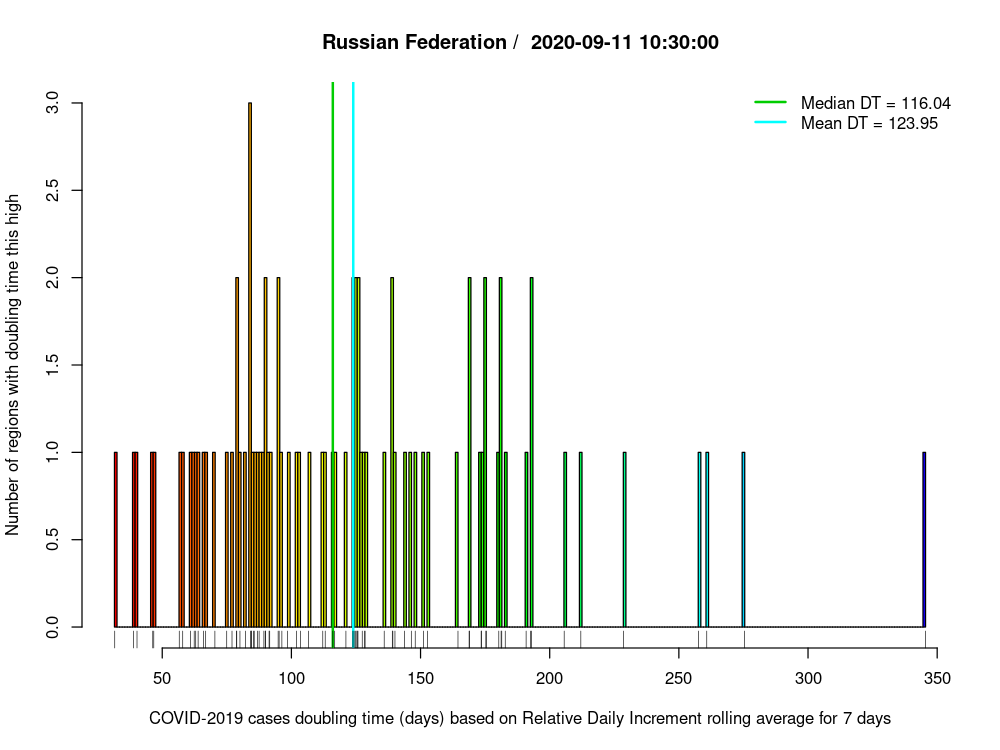 Russian Federation /  2020-09-11 10:30:00
Median DT = 116.04
Mean DT = 123.95
Number of regions with doubling time this high
3.0
2.5
2.0
1.5
1.0
0.5
0.0
50 100 150 200 250 300 350
COVID-2019 cases doubling time (days) based on Relative Daily Increment rolling average for 7 days